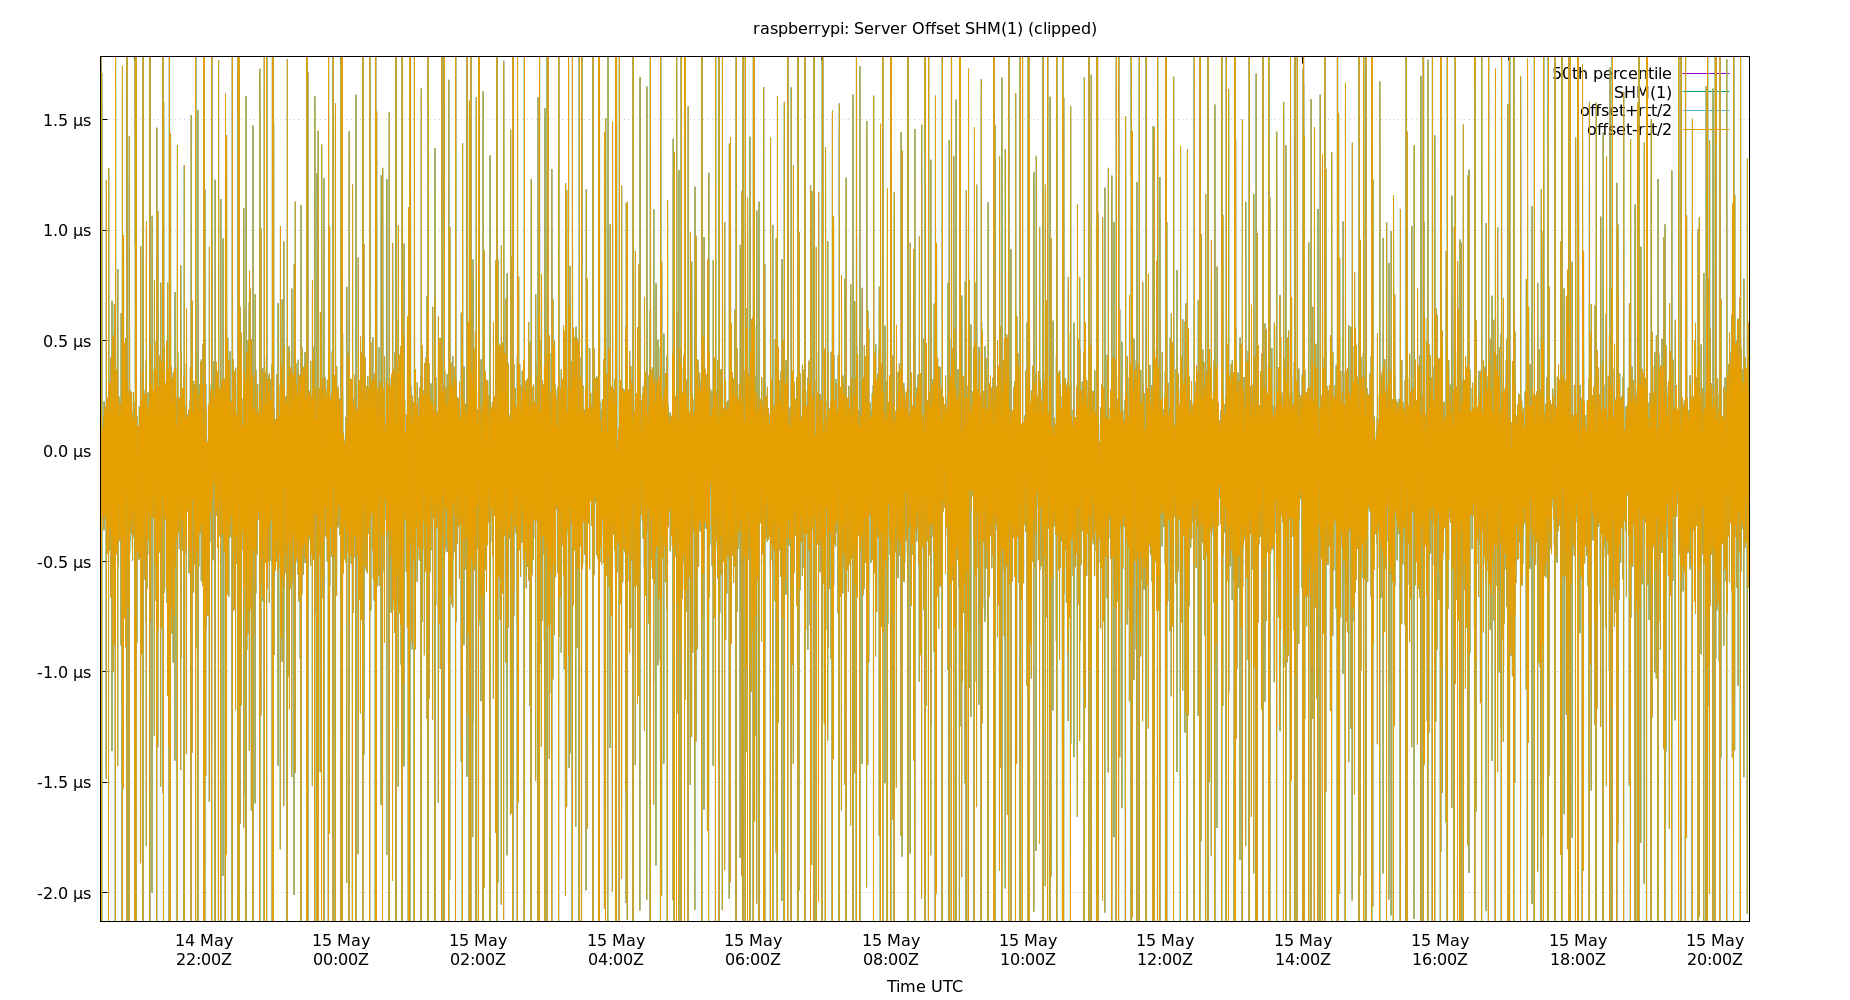 raspberrypi: Server Offset SHM(1) (clipped)
50th percentile
SHM(1)
offset+rtt/2
offset-rtt/2
1.5 µs
1.0 µs
0.5 µs
0.0 µs
-0.5 µs
-1.0 µs
-1.5 µs
-2.0 µs
14 May 15 May 15 May 15 May 15 May 15 May 15 May 15 May 15 May 15 May 15 May 15 May
22:00Z 00:00Z 02:00Z 04:00Z 06:00Z 08:00Z 10:00Z 12:00Z 14:00Z 16:00Z 18:00Z 20:00Z
Time UTC